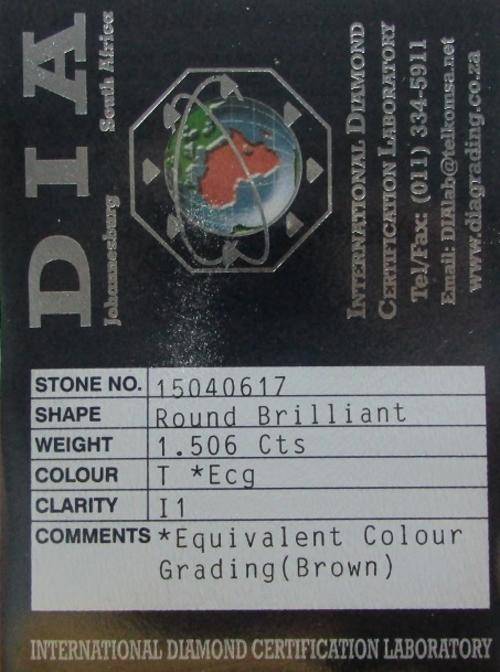 DIA
Johannesburg South Africa
INTERNATIONAL DIAMOND
CERTIFICATION LABORATORY
Tel/Fax: (011) 334-5911
Email: DIAlab@telkomsa.net
www.diagrading.co.za
STONE NO. 15040617
SHAPE Round Brilliant
WEIGHT 1.506 Cts
COLOUR T *Ecg
CLARITY I1
COMMENTS *Equivalent Colour
Grading(Brown)
INTERNATIONAL DIAMOND CERTIFICATION LABORATORY